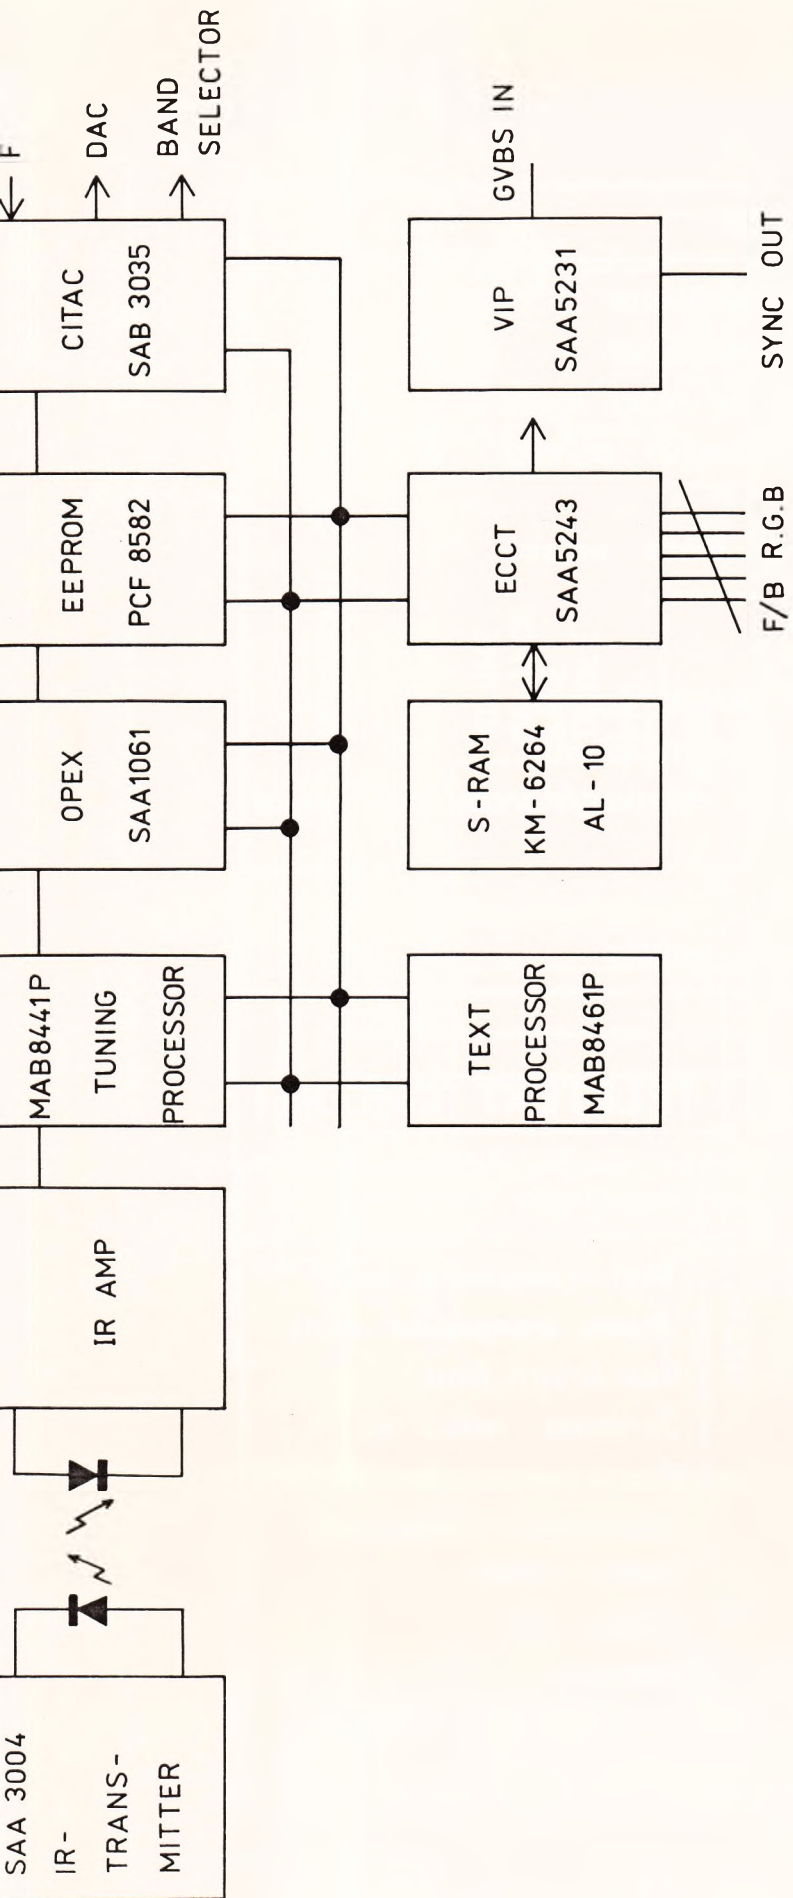 SAA 3004
IR-
TRANS-
MITTER
IR AMP
MAB8441P
TUNING
PROCESSOR
OPEX
SAA1061
EEPROM
PCF 8582
CITAC
SAB 3035
F
DAC
BAND
SELECTOR
TEXT
PROCESSOR
MAB8461P
S-RAM
KM-6264
AL-10
ECCT
SAA5243
VIP
SAA5231
GVBS IN
F/B R.G.B
SYNC OUT